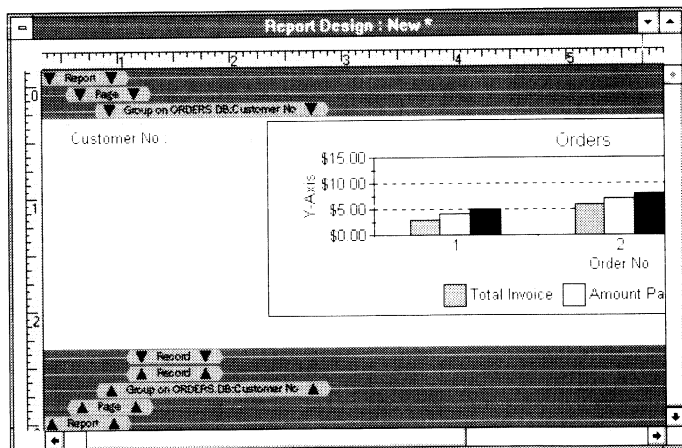 Report Design : New *
1 2 3 4 5
Report
0
Page
Group on ORDERS.DB:Customer No
Customer No :
Orders
$15.00
$10.00
Y-Axis
$5.00
1
$0.00
1 2
Order No
Total Invoice Amount Pa
2
Record
Record
Group on ORDERS.DB:Customer No
Page
Report